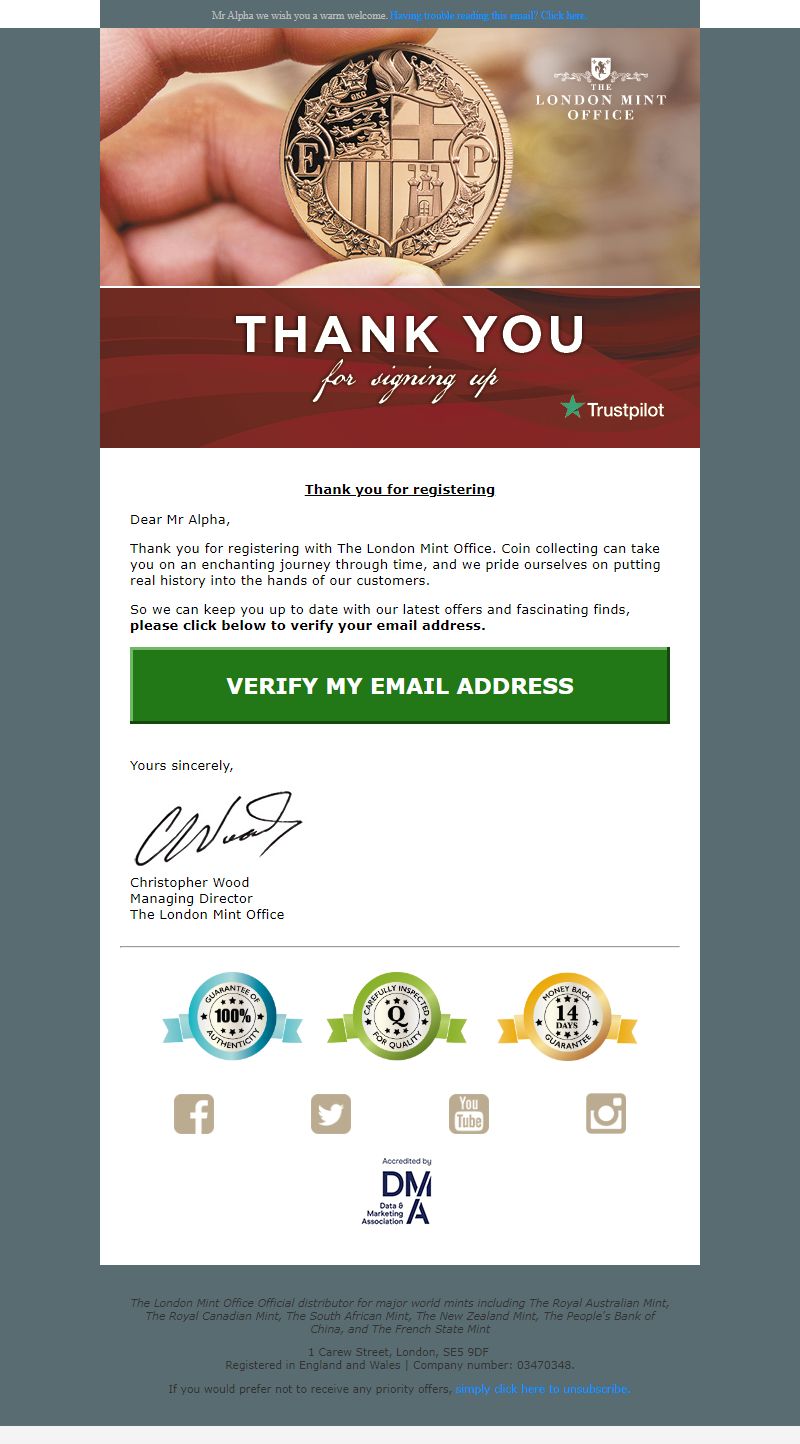 Mr Alpha we wish you a warm welcome. Having trouble reading this email? Click here.
E P
THE
LONDON MINT
OFFICE
THANK YOU
for signing up
Trustpilot
Thank you for registering
Dear Mr Alpha,
Thank you for registering with The London Mint Office. Coin collecting can take
you on an enchanting journey through time, and we pride ourselves on putting
real history into the hands of our customers.
So we can keep you up to date with our latest offers and fascinating finds,
please click below to verify your email address.
VERIFY MY EMAIL ADDRESS
Yours sincerely,
CWood
Christopher Wood
Managing Director
The London Mint Office
GUARANTEE OF
100%
AUTHENTICITY
CAREFULLY INSPECTED
Q
FOR QUALITY
MONEY BACK
14
DAYS
GUARANTEE
You
Tube
Accredited by
DMA
Data &
Marketing
Association
The London Mint Office Official distributor for major world mints including The Royal Australian Mint,
The Royal Canadian Mint, The South African Mint, The New Zealand Mint, The People's Bank of
China, and The French State Mint
1 Carew Street, London, SE5 9DF
Registered in England and Wales | Company number: 03470348.
If you would prefer not to receive any priority offers, simply click here to unsubscribe.